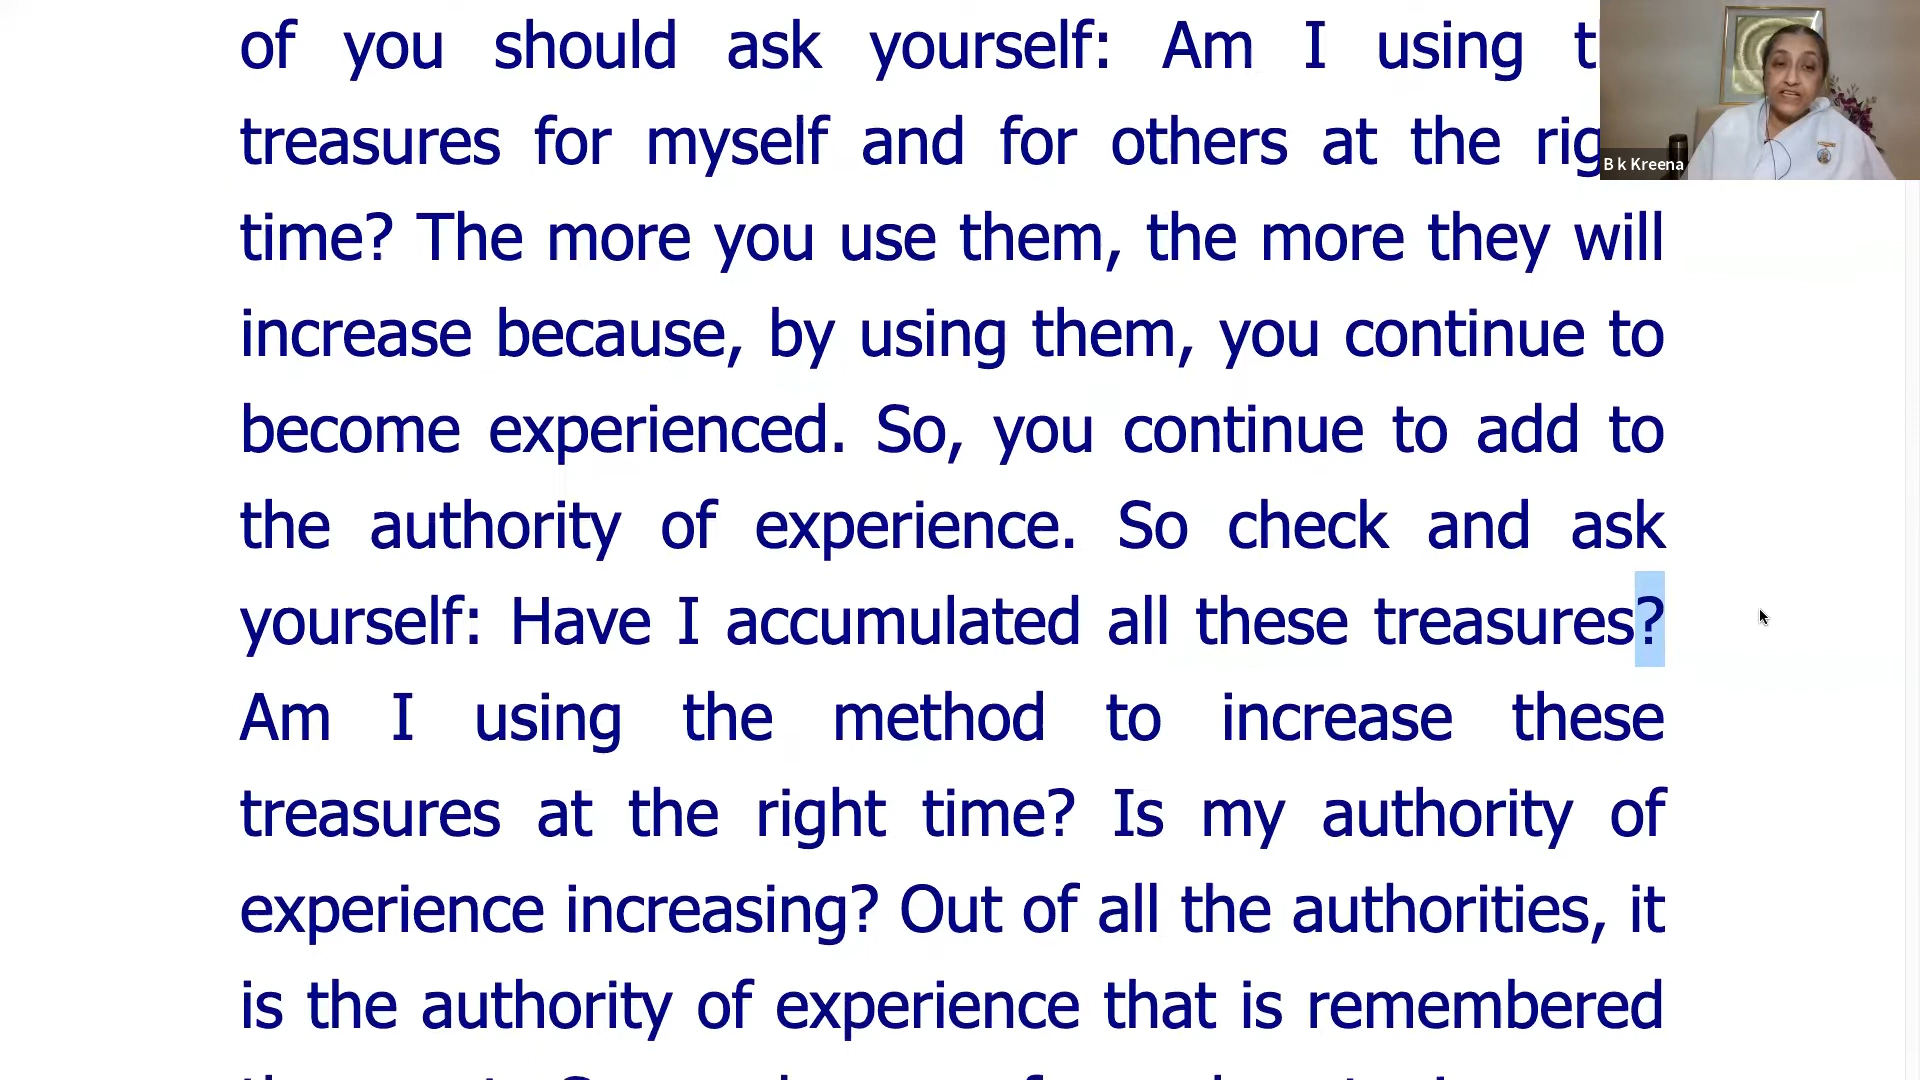 of you should ask yourself: Am I using
treasures for myself and for others at the
time? The more you use them, the more they will
increase because, by using them, you continue to
become experienced. So, you continue to add to
the authority of experience. So check and ask
yourself: Have I accumulated all these treasures?
Am I using the method to increase these
treasures at the right time? Is my authority of
experience increasing? Out of all the authorities, it
is the authority of experience that is remembered
B k Kreena